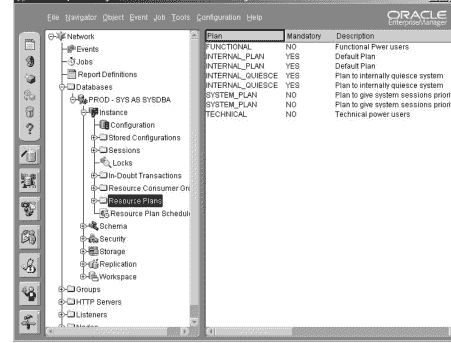 File Navigator Object Event Job Tools Configuration Help
ORACLE
EnterpriseManager
Network
Events
Jobs
Report Definitions
Databases
PROD - SYS AS SYSDBA
Instance
Configuration
Stored Configurations
Sessions
Locks
In-Doubt Transactions
Resource Consumer Gr
Resource Plans
Resource Plan Schedul
Schema
Security
Storage
Replication
Workspace
Groups
HTTP Servers
Listeners
Nodes
Plan Mandatory Description
FUNCTIONAL NO Functional Pwer users
INTERNAL_PLAN YES Default Plan
INTERNAL_PLAN YES Default Plan
INTERNAL_QUIESCE YES Plan to internally quiesce system
INTERNAL_QUIESCE YES Plan to internally quiesce system
SYSTEM_PLAN NO Plan to give system sessions priorit
SYSTEM_PLAN NO Plan to give system sessions priorit
TECHNICAL NO Technical power users